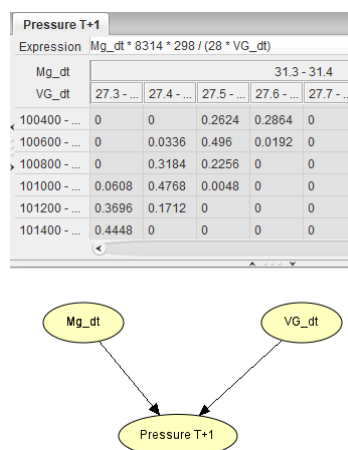 Pressure T+1
Expression Mg_dt * 8314 * 298 / (28 * VG_dt)
Mg_dt 31.3 - 31.4
VG_dt 27.3 - ... 27.4 - ... 27.5 - ... 27.6 - ... 27.7 - ...
100400 - ... 0 0 0.2624 0.2864 0
100600 - ... 0 0.0336 0.496 0.0192 0
100800 - ... 0 0.3184 0.2256 0 0
101000 - ... 0.0608 0.4768 0.0048 0 0
101200 - ... 0.3696 0.1712 0 0 0
101400 - ... 0.4448 0 0 0 0
Mg_dt VG_dt
Pressure T+1